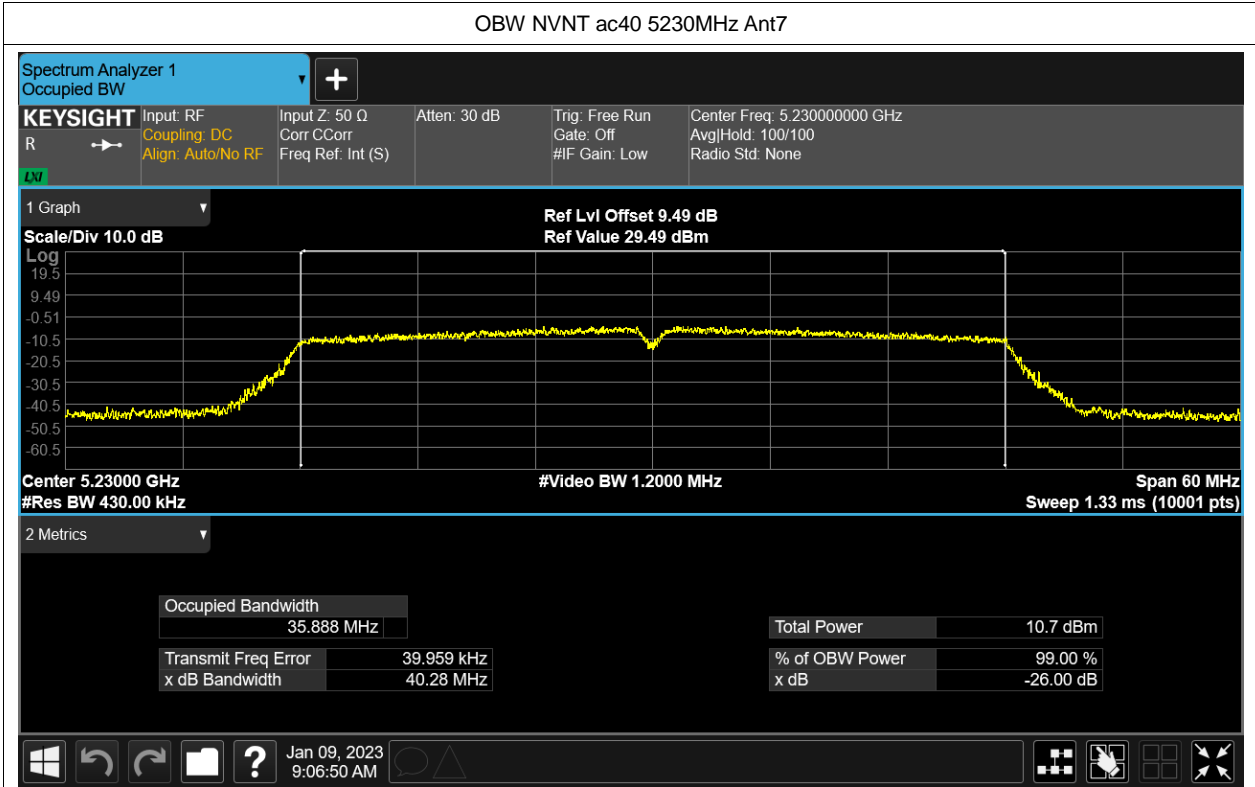 OBW NVNT ac40 5230MHz Ant7
Spectrum Analyzer 1
Occupied BW
KEYSIGHT
R
LXI
Input: RF
Coupling: DC
Align: Auto/No RF
Input Z: 50 Ω
Corr CCorr
Freq Ref: Int (S)
Atten: 30 dB
Trig: Free Run
Gate: Off
#IF Gain: Low
Center Freq: 5.230000000 GHz
Avg|Hold: 100/100
Radio Std: None
1 Graph
Scale/Div 10.0 dB
Ref Lvl Offset 9.49 dB
Ref Value 29.49 dBm
Log
19.5
9.49
-0.51
-10.5
-20.5
-30.5
-40.5
-50.5
-60.5
Center 5.23000 GHz
#Res BW 430.00 kHz
#Video BW 1.2000 MHz
Span 60 MHz
Sweep 1.33 ms (10001 pts)
2 Metrics
Occupied Bandwidth
35.888 MHz
Transmit Freq Error 39.959 kHz
x dB Bandwidth 40.28 MHz
Total Power 10.7 dBm
% of OBW Power 99.00 %
x dB -26.00 dB
?
Jan 09, 2023
9:06:50 AM